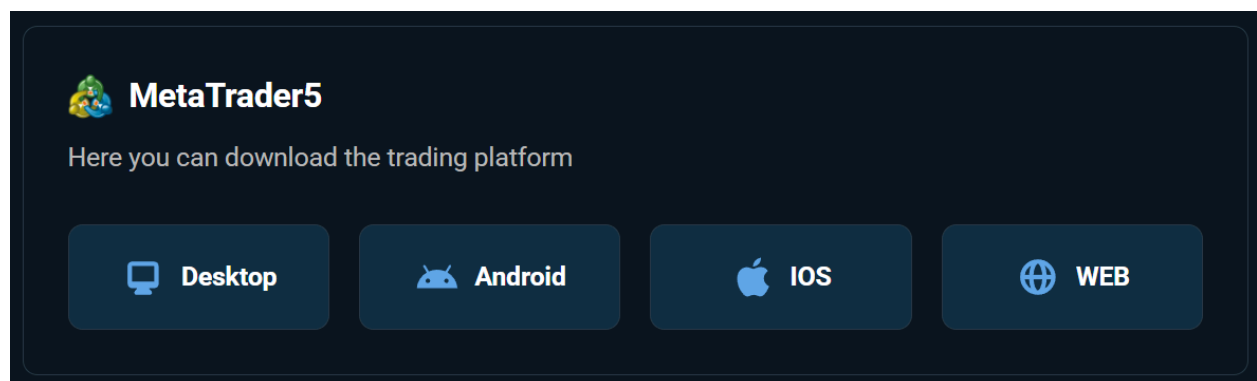 MetaTrader5
Here you can download the trading platform
Desktop
Android
IOS
WEB